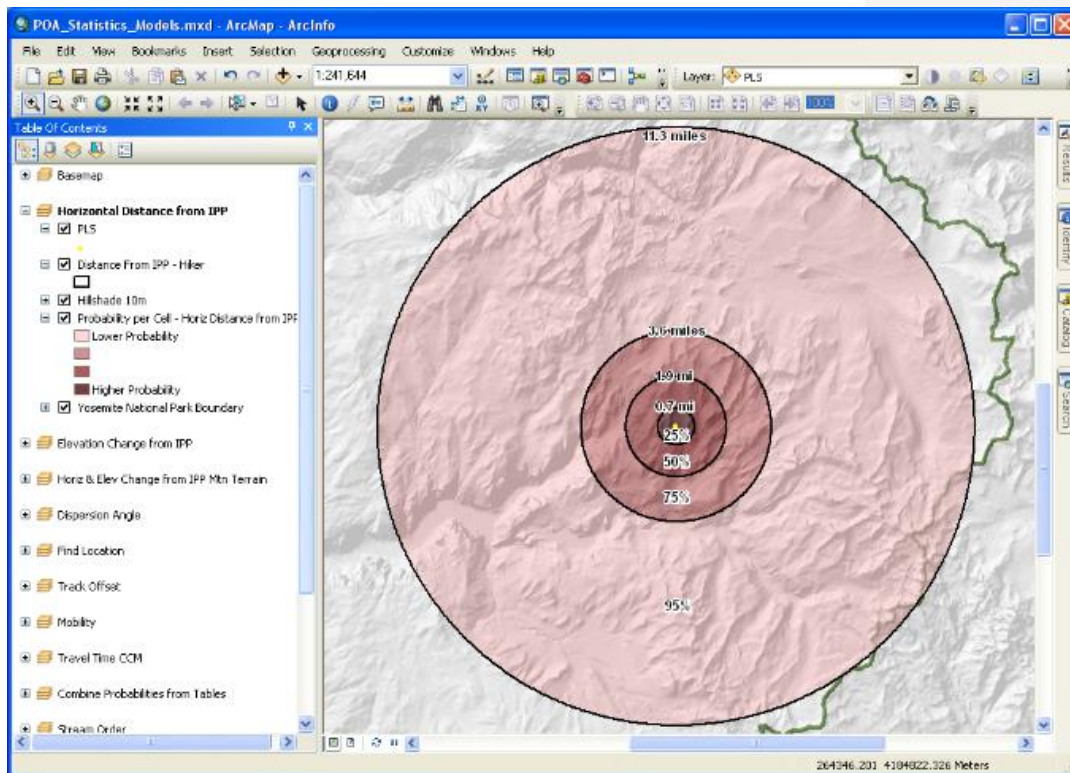 POA_Statistics_Models.mxd - ArcMap - ArcInfo
File Edit View Bookmarks Insert Selection Geoprocessing Customize Windows Help
1:241,644 Layer: PLS
100%
Table Of Contents
Basemap
Horizontal Distance from IPP
PLS
Distance From IPP - Hiker
Hillshade 10m
Probability per Cell - Horiz Distance from IPP
Lower Probability
Higher Probability
Yosemite National Park Boundary
Elevation Change from IPP
Horiz & Elev Change from IPP Mtn Terrain
Dispersion Angle
Find Location
Track Offset
Mobility
Travel Time CCM
Combine Probabilities from Tables
Stream Order
11.3 miles
3.6 miles
1.9 mi
0.7 mi
25%
50%
75%
95%
Results
Identify
Catalog
Search
264346.201 4184822.326 Meters